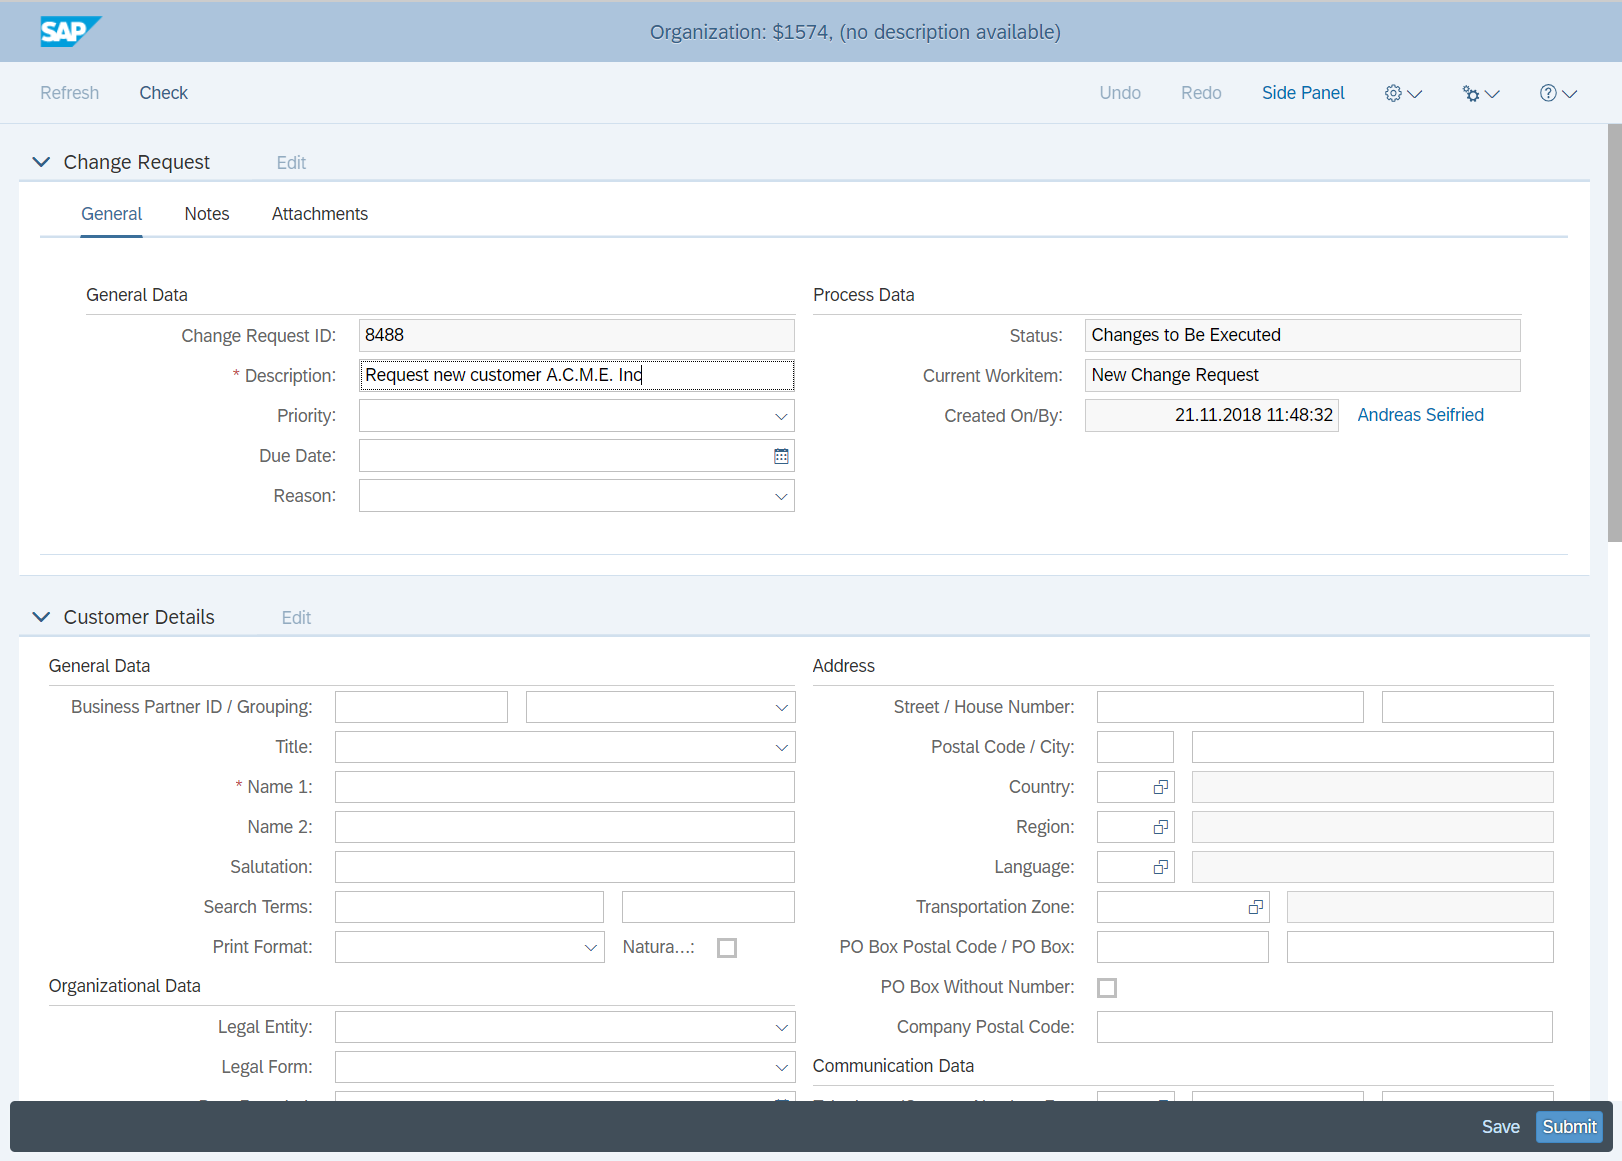 SAP
Organization: $1574, (no description available)
Refresh Check Undo Redo Side Panel
Change Request Edit
General Notes Attachments
General Data
Change Request ID: 8488
* Description: Request new customer A.C.M.E. Inc
Priority:
Due Date:
Reason:
Process Data
Status: Changes to Be Executed
Current Workitem: New Change Request
Created On/By: 21.11.2018 11:48:32 Andreas Seifried
Customer Details Edit
General Data
Business Partner ID / Grouping:
Title:
* Name 1:
Name 2:
Salutation:
Search Terms:
Print Format: Natura...:
Organizational Data
Legal Entity:
Legal Form:
Address
Street / House Number:
Postal Code / City:
Country:
Region:
Language:
Transportation Zone:
PO Box Postal Code / PO Box:
PO Box Without Number:
Company Postal Code:
Communication Data
Save Submit